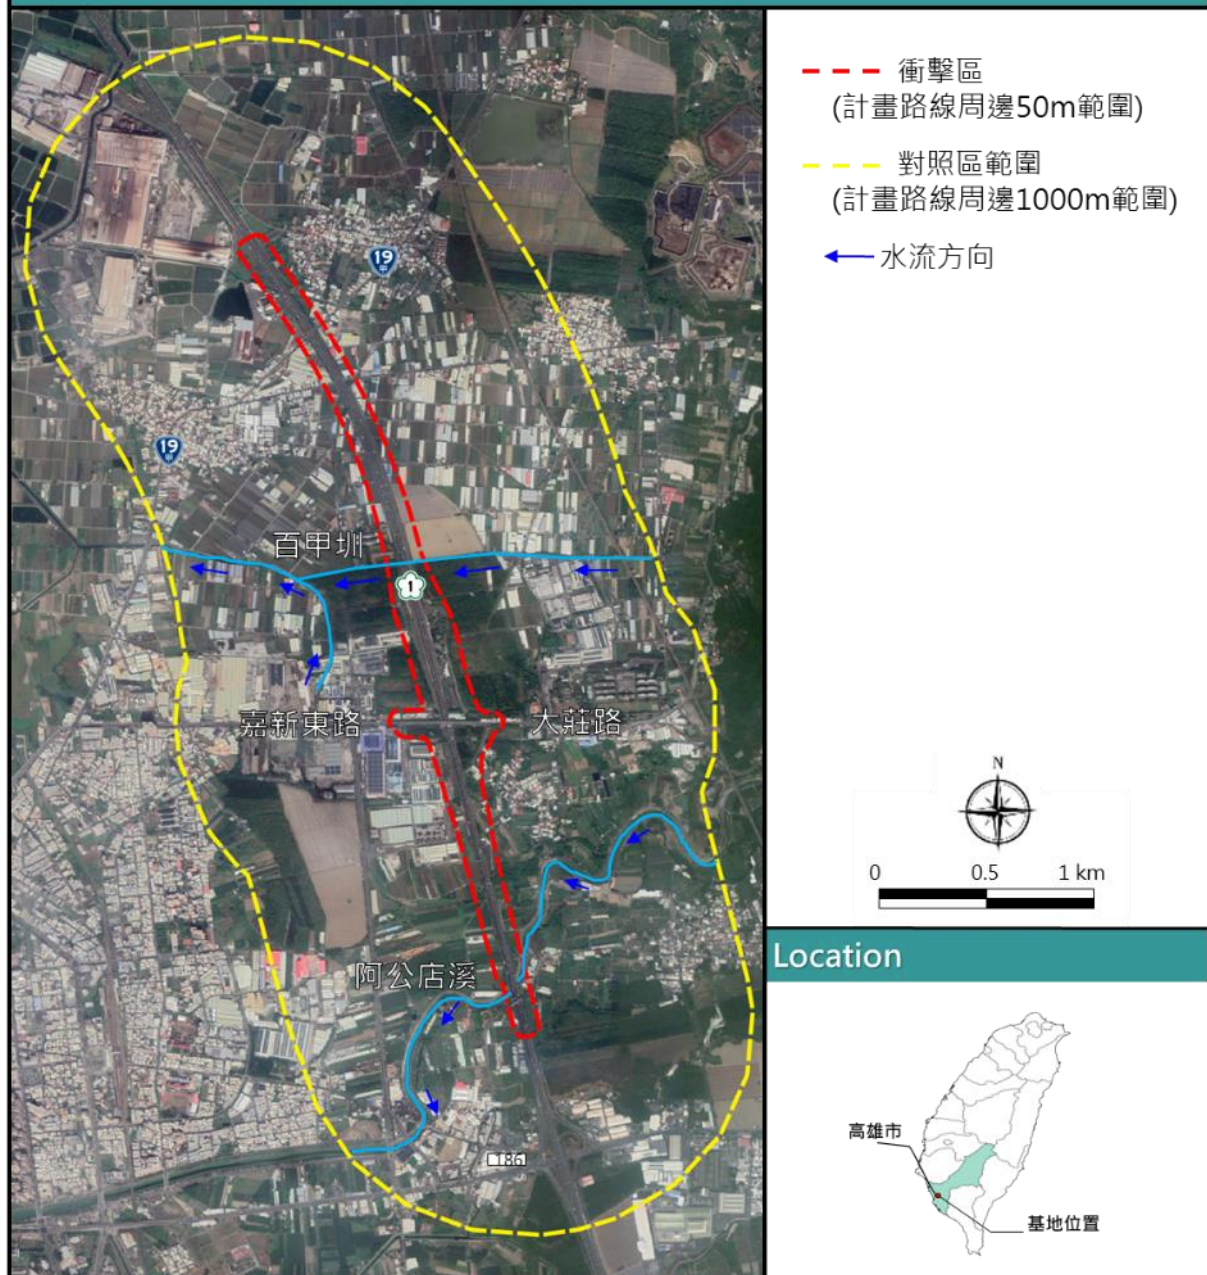 衝擊區
(計畫路線周邊50m範圍)
對照區範圍
(計畫路線周邊1000m範圍)
水流方向
19
甲
19
甲
百甲圳
1
嘉新東路
大莊路
阿公店溪
186
N
0 0.5 1 km
Location
高雄市
基地位置